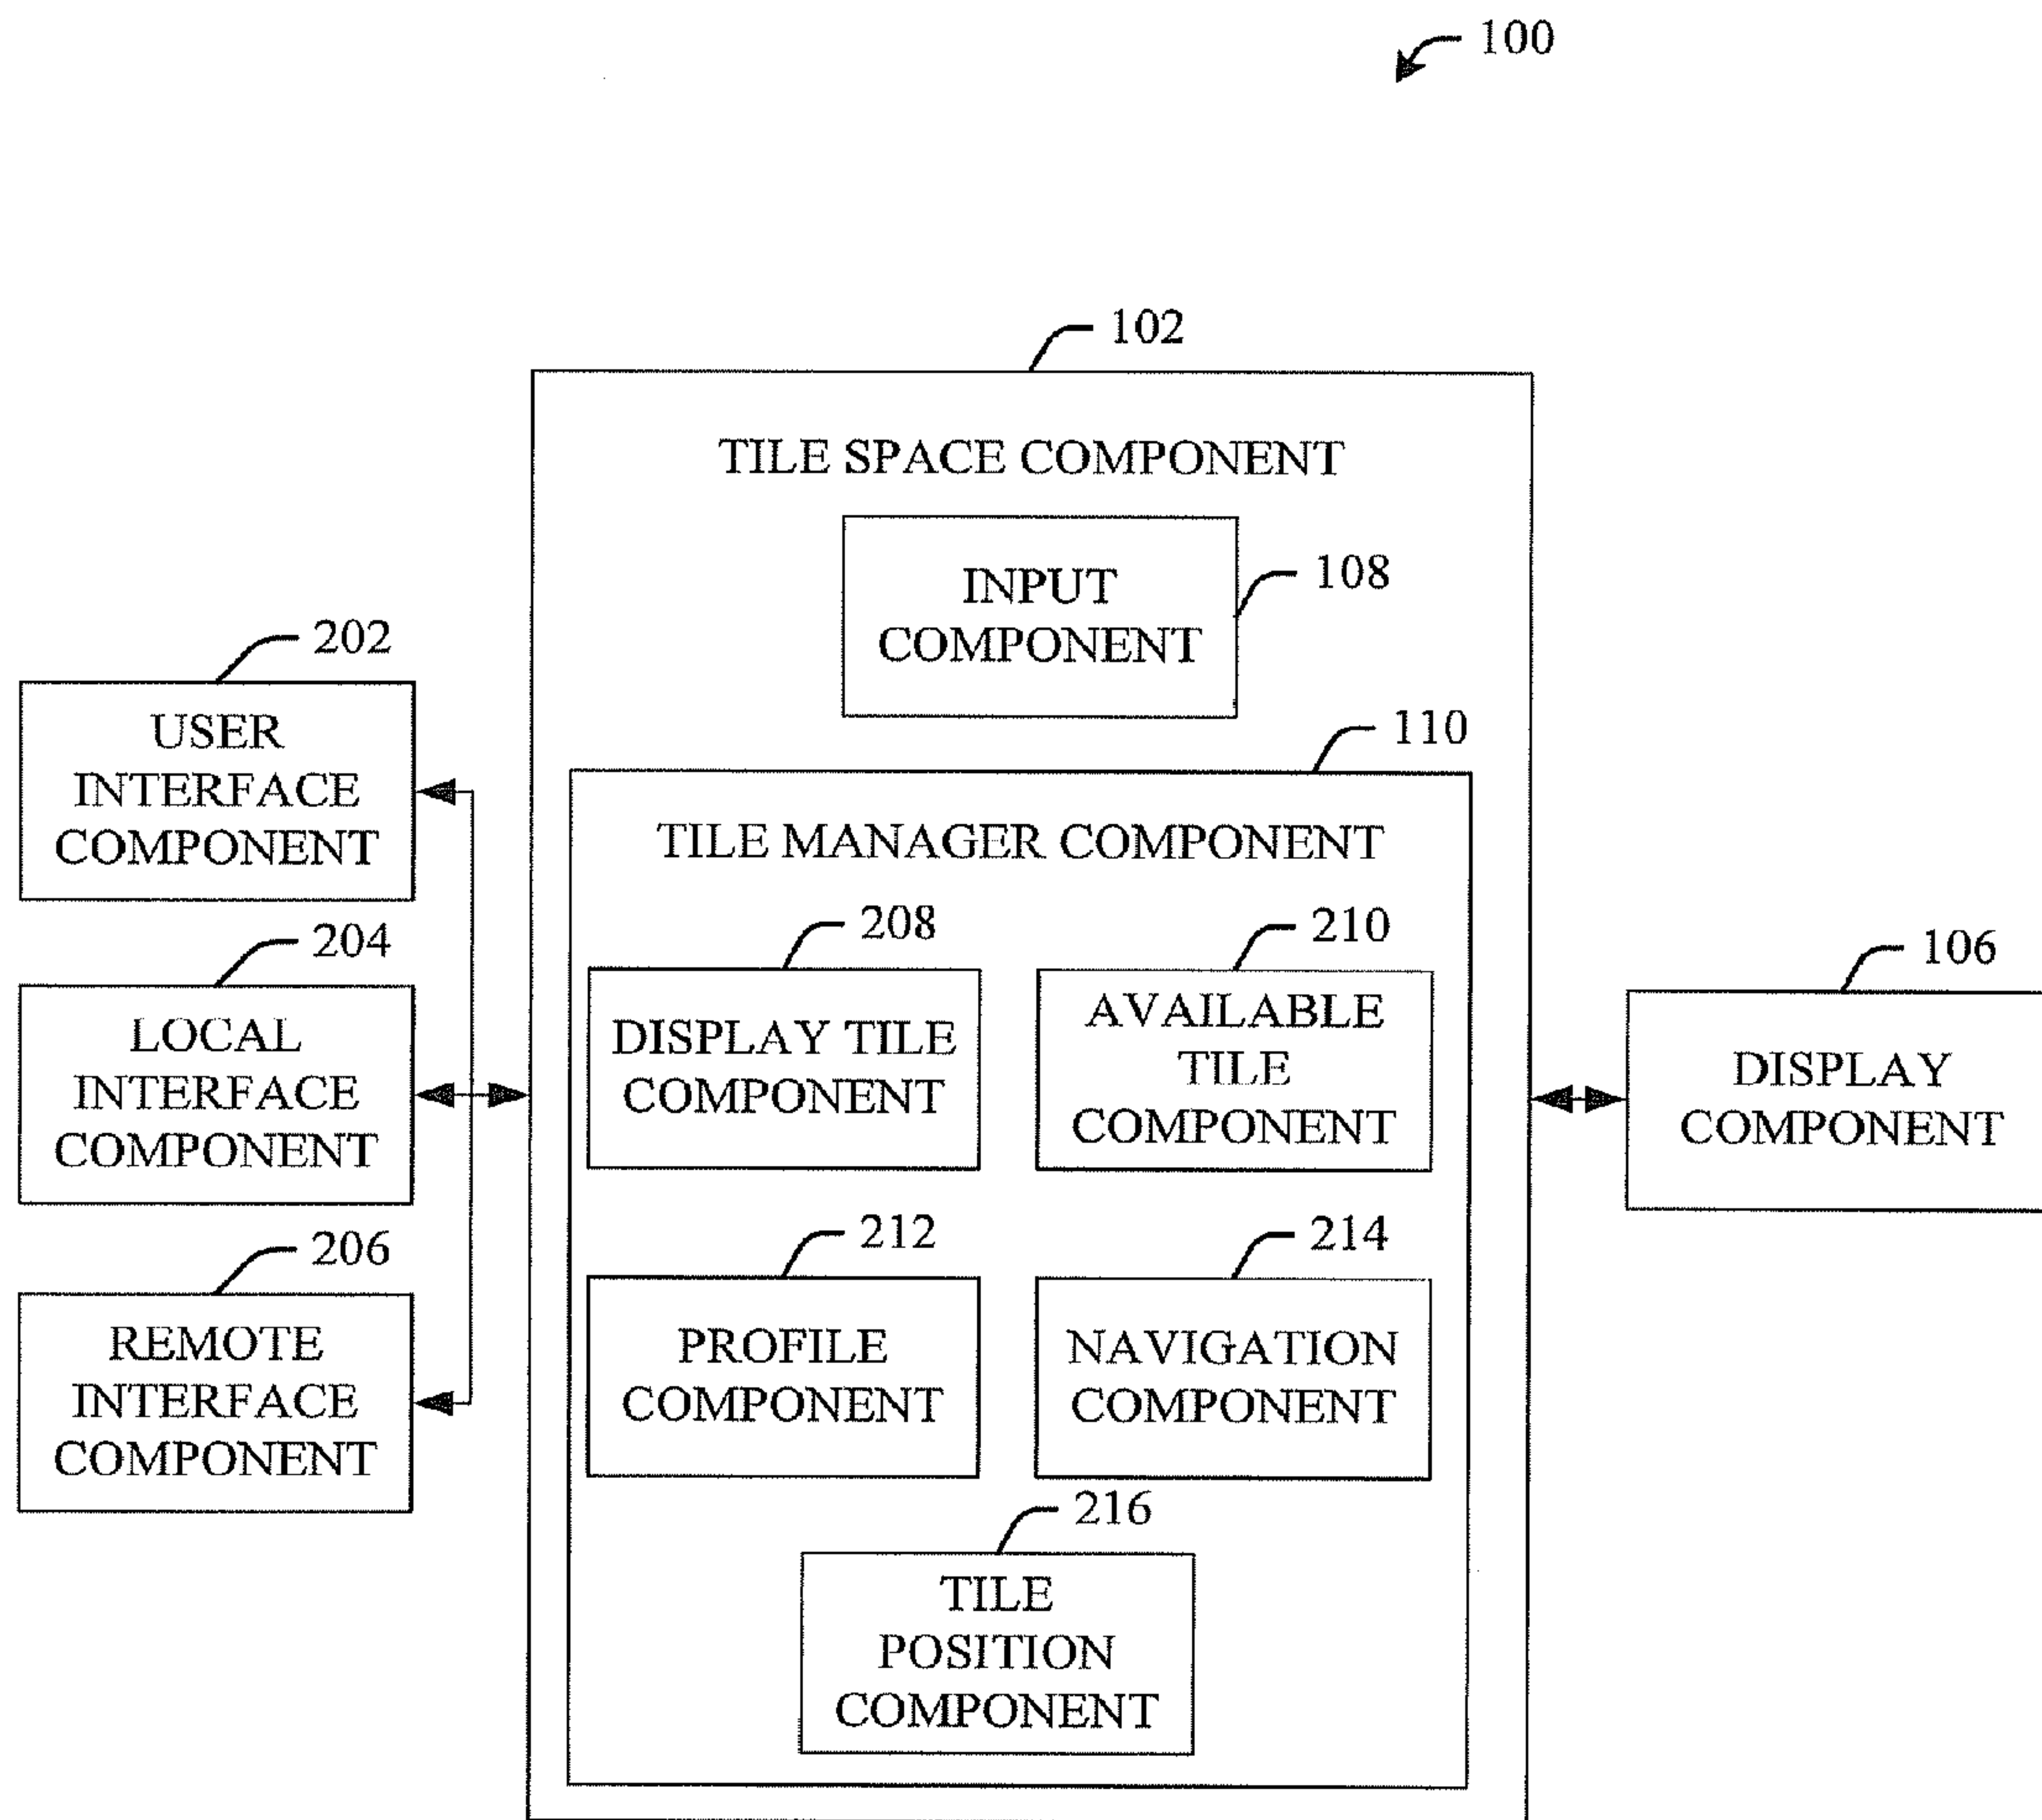 100
102
TILE SPACE COMPONENT
INPUT
COMPONENT
108
110
TILE MANAGER COMPONENT
208
DISPLAY TILE
COMPONENT
210
AVAILABLE
TILE
COMPONENT
212
PROFILE
COMPONENT
214
NAVIGATION
COMPONENT
216
TILE
POSITION
COMPONENT
202
USER
INTERFACE
COMPONENT
204
LOCAL
INTERFACE
COMPONENT
206
REMOTE
INTERFACE
COMPONENT
106
DISPLAY
COMPONENT